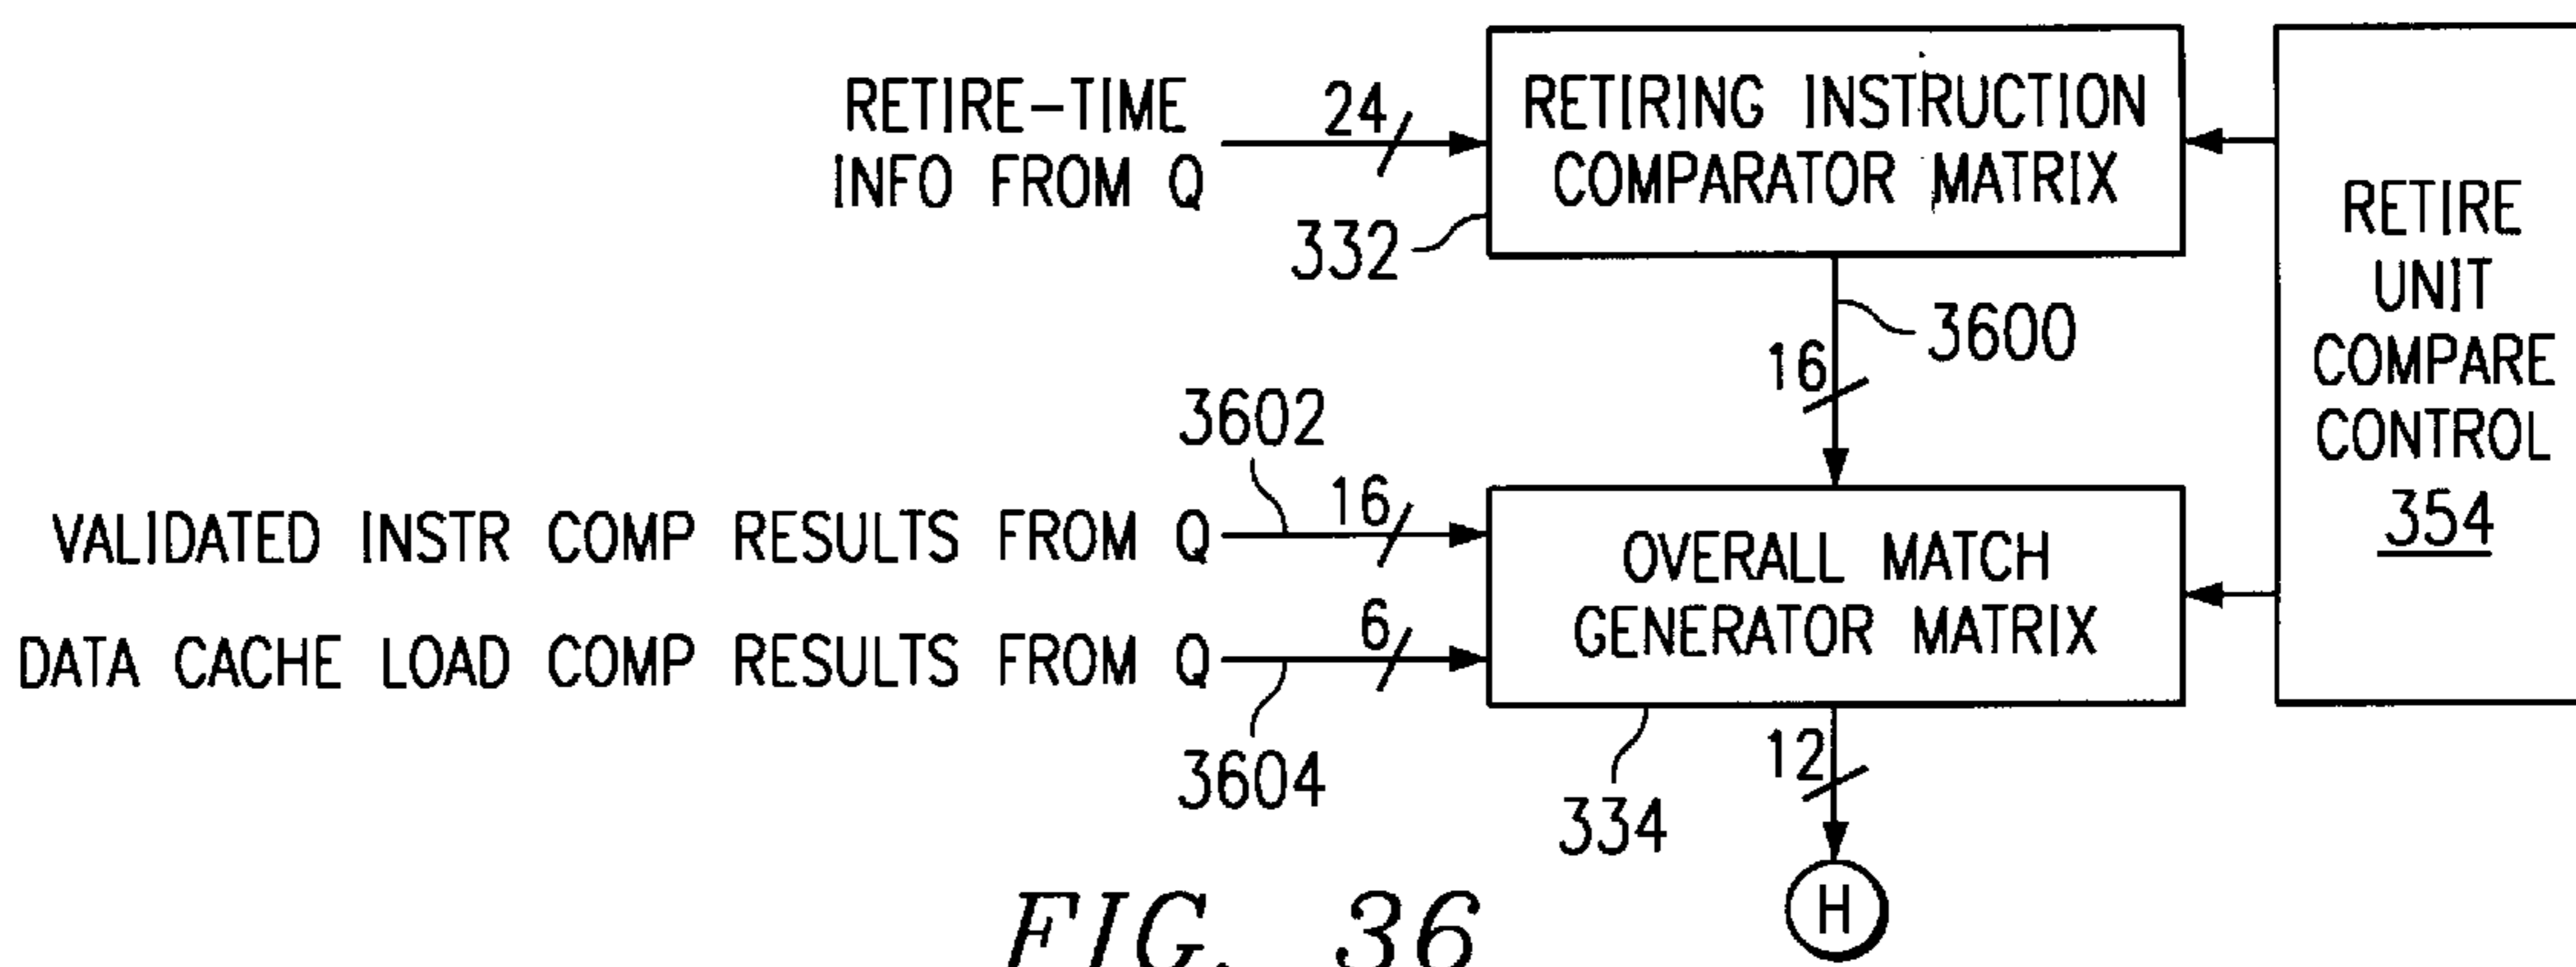 RETIRE-TIME
INFO FROM Q
24
332
RETIRING INSTRUCTION
COMPARATOR MATRIX
3600
16
3602
16
VALIDATED INSTR COMP RESULTS FROM Q
6
DATA CACHE LOAD COMP RESULTS FROM Q
3604
OVERALL MATCH
GENERATOR MATRIX
334
12
H
RETIRE
UNIT
COMPARE
CONTROL
354
FIG. 36